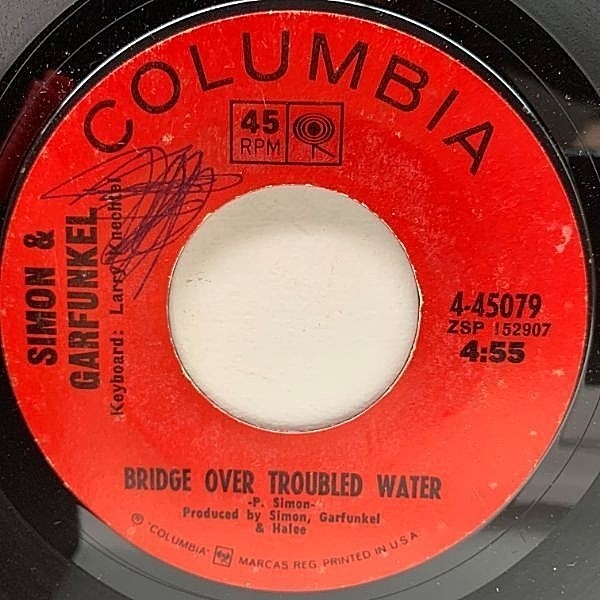 COLUMBIA
45
RPM
SIMON &
GARFUNKEL
Keyboard: Larry Knechtel
4-45079
ZSP 152907
4:55
BRIDGE OVER TROUBLED WATER
-P. Simon-
Produced by Simon, Garfunkel
& Halee
℗ "COLUMBIA" MARCAS REG. PRINTED IN U.S.A.